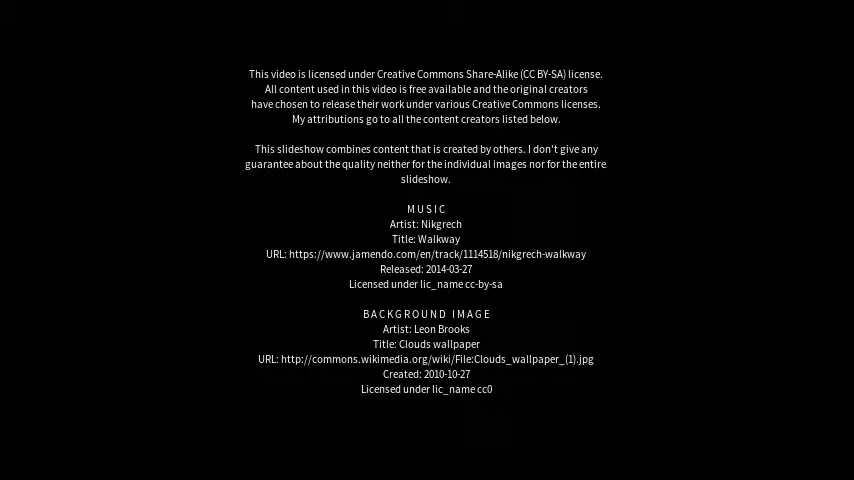 This video is licensed under Creative Commons Share-Alike (CC BY-SA) license.
All content used in this video is free available and the original creators
have chosen to release their work under various Creative Commons licenses.
My attributions go to all the content creators listed below.
This slideshow combines content that is created by others. I don't give any
guarantee about the quality neither for the individual images nor for the entire
slideshow.
MUSIC
Artist: Nikgrech
Title: Walkway
URL: https://www.jamendo.com/en/track/1114518/nikgrech-walkway
Released: 2014-03-27
Licensed under lic_name cc-by-sa
BACKGROUND IMAGE
Artist: Leon Brooks
Title: Clouds wallpaper
URL: http://commons.wikimedia.org/wiki/File:Clouds_wallpaper_(1).jpg
Created: 2010-10-27
Licensed under lic_name cc0